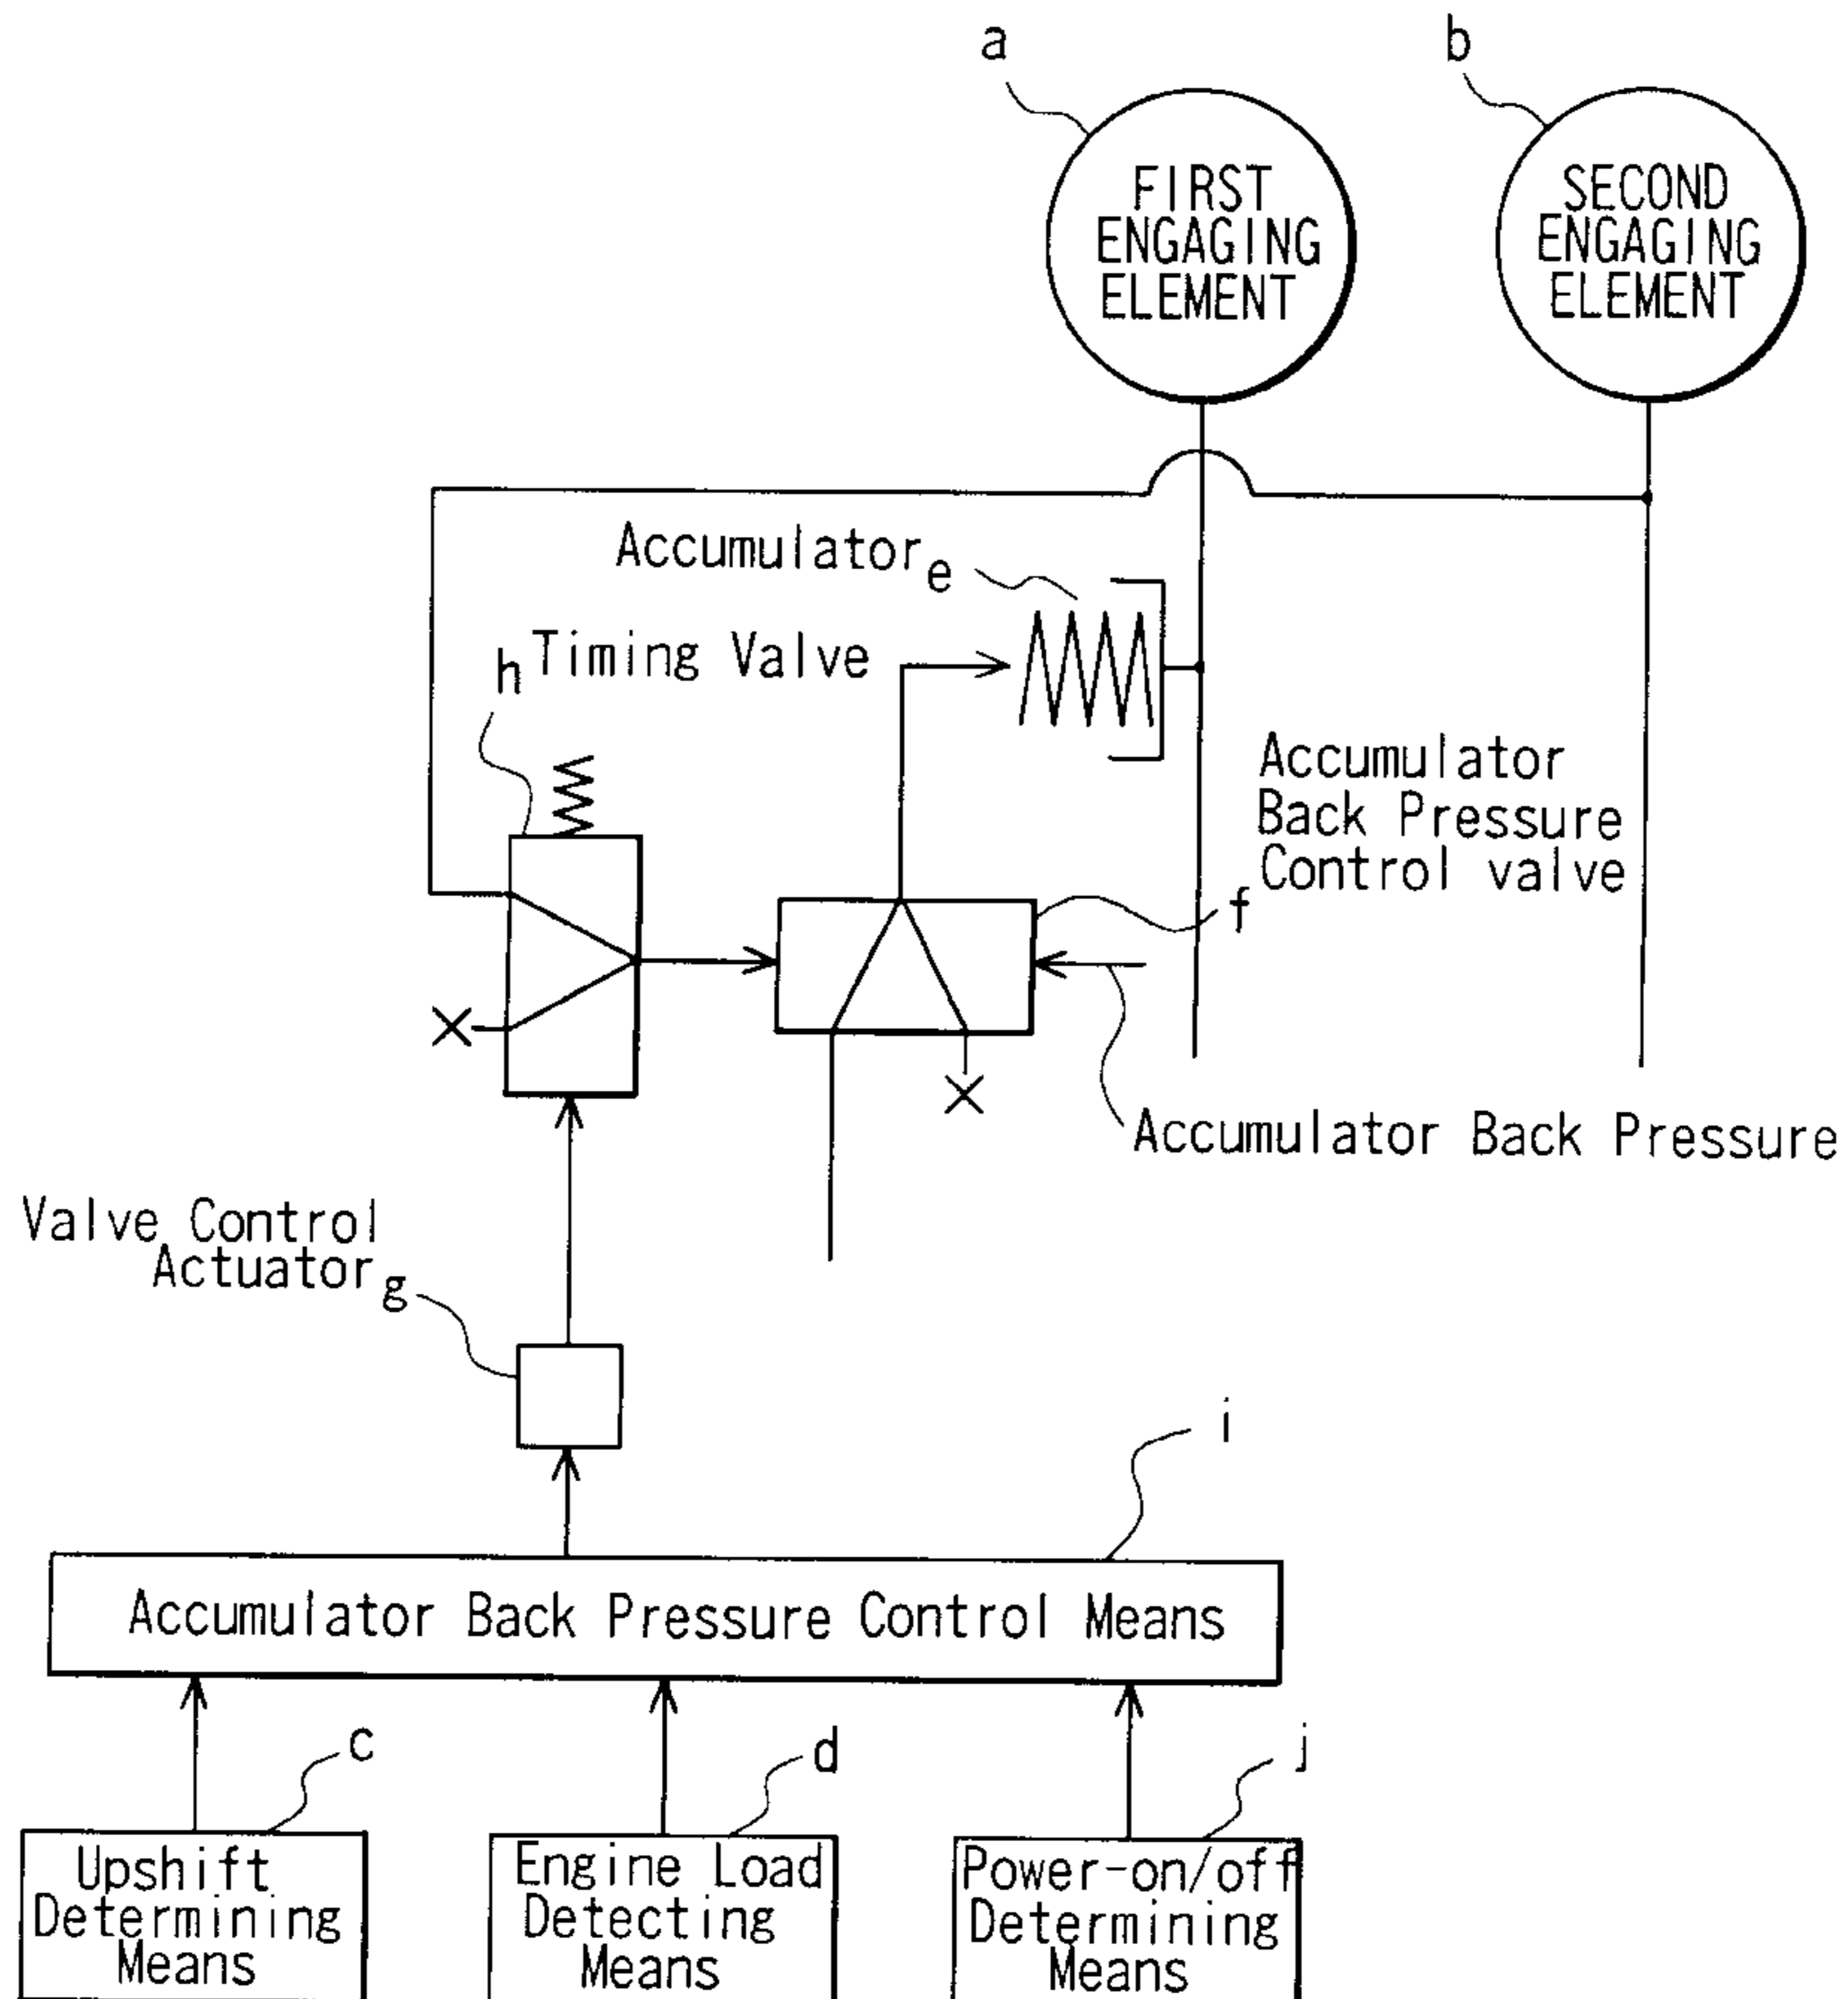 a
b
FIRST
ENGAGING
ELEMENT
SECOND
ENGAGING
ELEMENT
Accumulator e
h Timing Valve
Accumulator
Back Pressure
Control valve
f
Accumulator Back Pressure
Valve Control
Actuator g
i
Accumulator Back Pressure Control Means
c
d
j
Upshift
Determining
Means
Engine Load
Detecting
Means
Power-on/off
Determining
Means